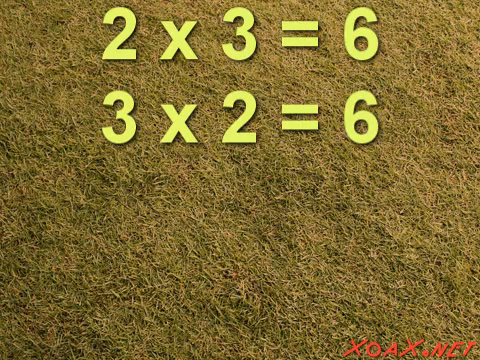 2 x 3 = 6
3 x 2 = 6
XoaX.net